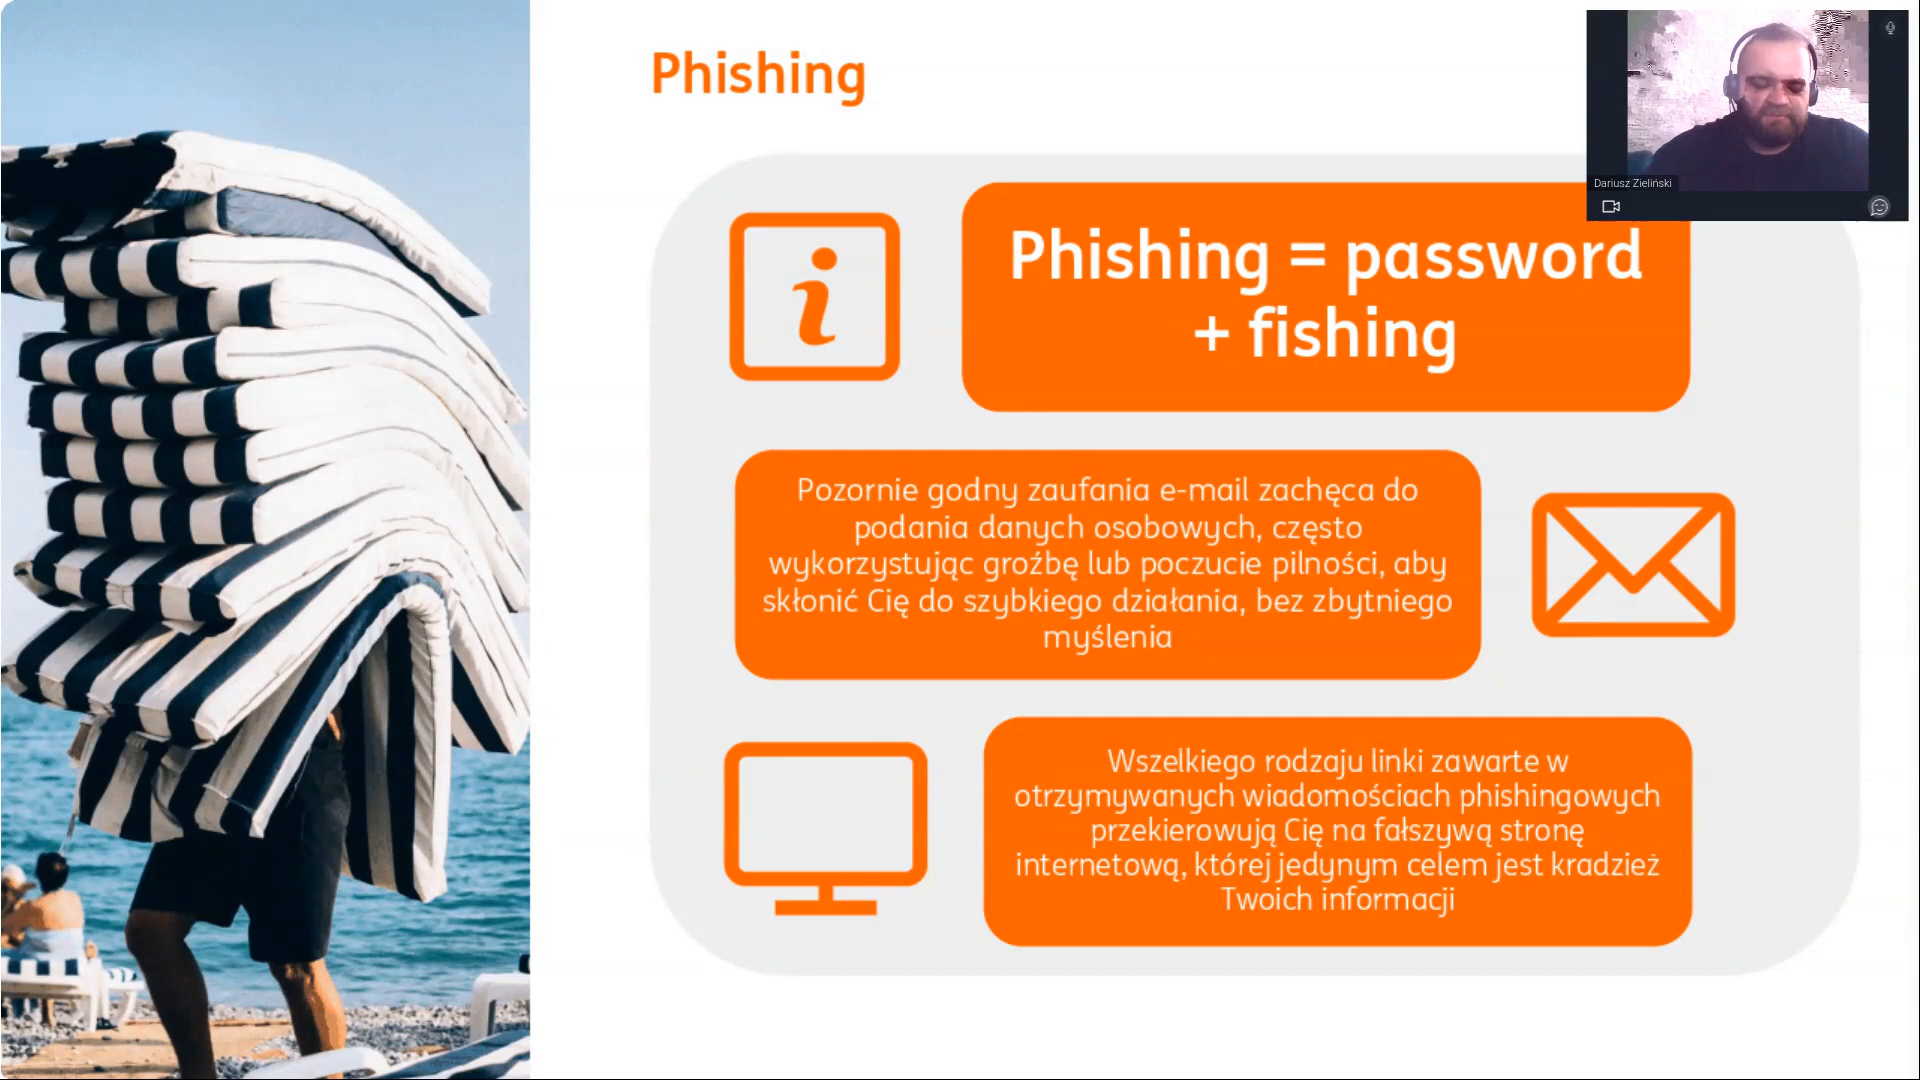 Phishing
Dariusz Zieliński
Phishing = password
+ fishing
Pozornie godny zaufania e-mail zachęca do
podania danych osobowych, często
wykorzystując groźbę lub poczucie pilności, aby
skłonić Cię do szybkiego działania, bez zbytniego
myślenia
Wszelkiego rodzaju linki zawarte w
otrzymywanych wiadomościach phishingowych
przekierowują Cię na fałszywą stronę
internetową, której jedynym celem jest kradzież
Twoich informacji